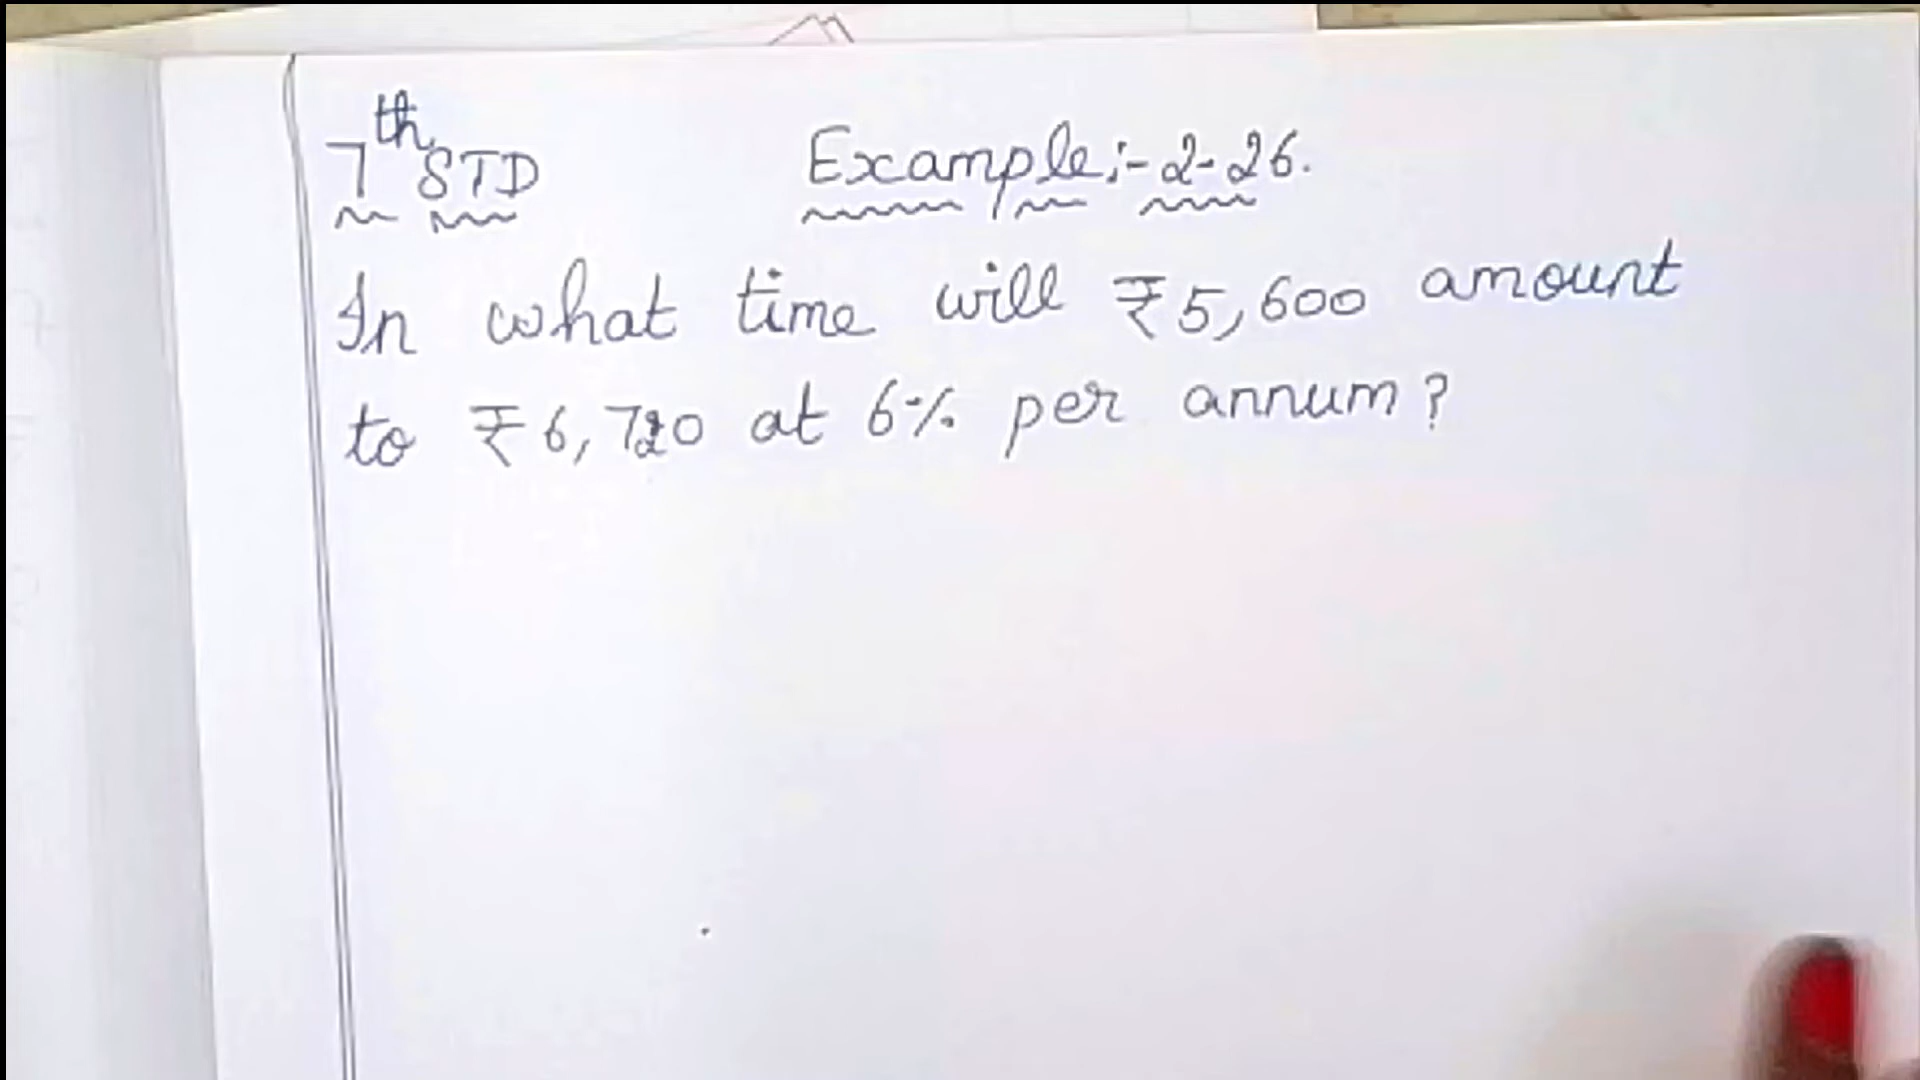 7th STD Example:- 2.26.
In what time will ₹5,600 amount
to ₹6,720 at 6% per annum?